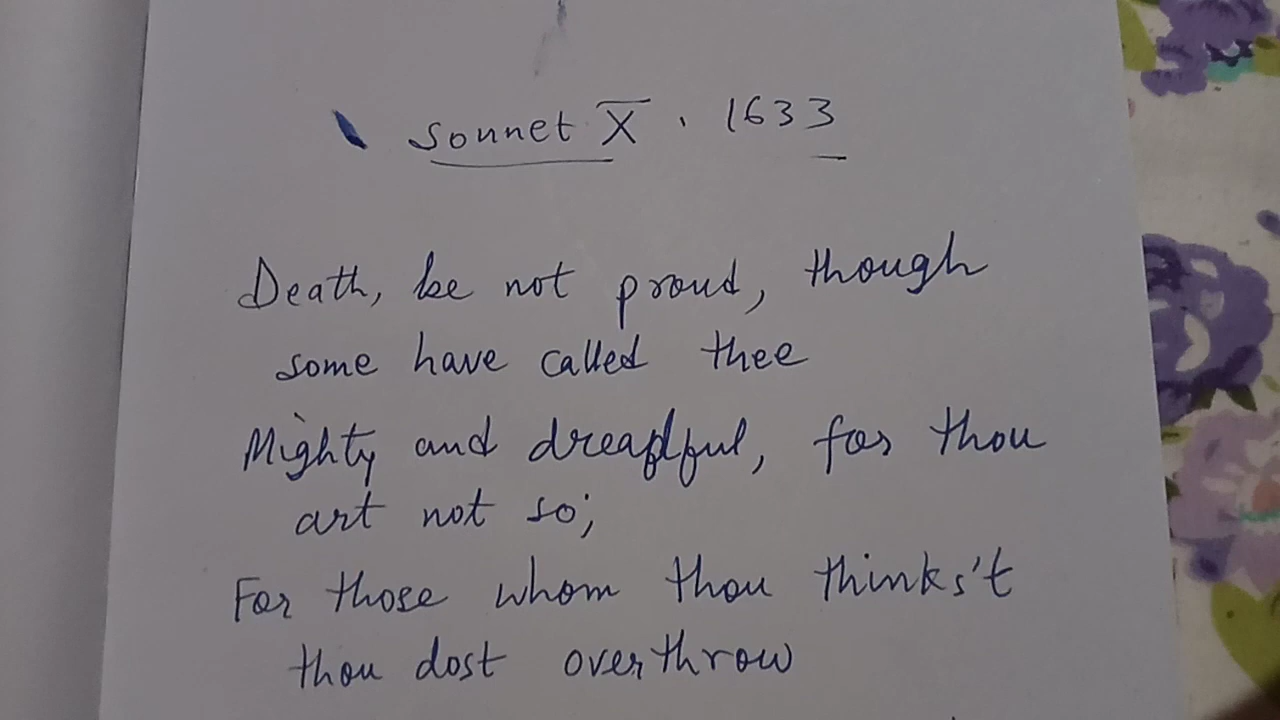 Sonnet X. 1633
Death, be not proud, though
some have called thee
Mighty and dreadful, for thou
art not so;
For those whom thou thinks't
thou dost overthrow